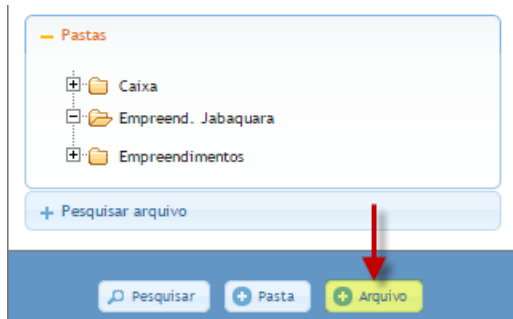 Pastas
Caixa
Empreend. Jabaquara
Empreendimentos
Pesquisar arquivo
Pesquisar Pasta Arquivo